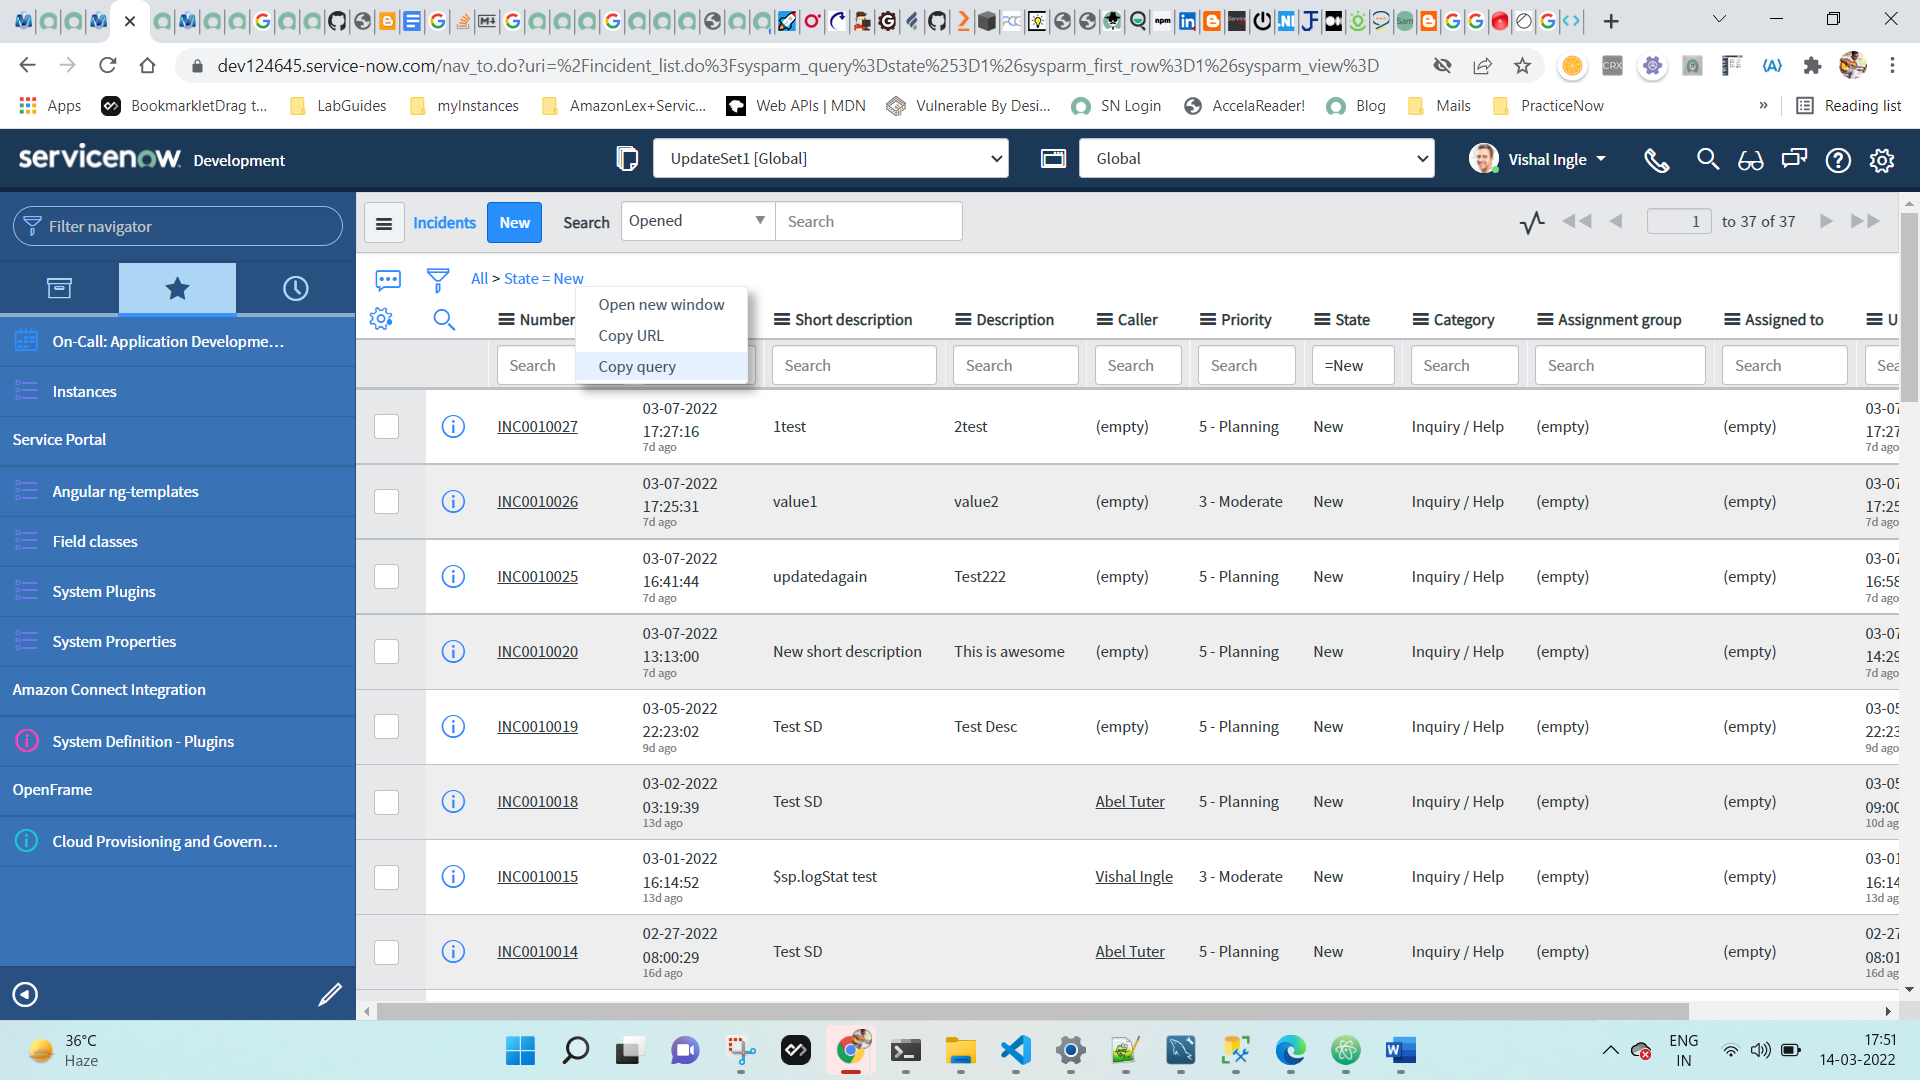 dev124645.service-now.com/nav_to.do?uri=%2Fincident_list.do%3Fsysparm_query%3Dstate%253D1%26sysparm_first_row%3D1%26sysparm_view%3D
Apps BookmarkletDrag t... LabGuides myInstances AmazonLex+Servic... Web APIs | MDN Vulnerable By Desi... SN Login AccelaReader! Blog Mails PracticeNow » Reading list
servicenow Development UpdateSet1 [Global] Global Vishal Ingle
Filter navigator
On-Call: Application Developme...
Instances
Service Portal
Angular ng-templates
Field classes
System Plugins
System Properties
Amazon Connect Integration
System Definition - Plugins
OpenFrame
Cloud Provisioning and Govern...
Incidents New Search Opened Search 1 to 37 of 37
All > State = New
Open new window
Copy URL
Copy query
Number Short description Description Caller Priority State Category Assignment group Assigned to U
Search Search Search Search Search =New Search Search Search Sea
INC0010027 03-07-2022 17:27:16 7d ago 1test 2test (empty) 5 - Planning New Inquiry / Help (empty) (empty) 03-07 17:27 7d ago
INC0010026 03-07-2022 17:25:31 7d ago value1 value2 (empty) 3 - Moderate New Inquiry / Help (empty) (empty) 03-07 17:25 7d ago
INC0010025 03-07-2022 16:41:44 7d ago updatedagain Test222 (empty) 5 - Planning New Inquiry / Help (empty) (empty) 03-07 16:58 7d ago
INC0010020 03-07-2022 13:13:00 7d ago New short description This is awesome (empty) 5 - Planning New Inquiry / Help (empty) (empty) 03-07 14:29 7d ago
INC0010019 03-05-2022 22:23:02 9d ago Test SD Test Desc (empty) 5 - Planning New Inquiry / Help (empty) (empty) 03-05 22:23 9d ago
INC0010018 03-02-2022 03:19:39 13d ago Test SD Abel Tuter 5 - Planning New Inquiry / Help (empty) (empty) 03-05 09:00 10d ag
INC0010015 03-01-2022 16:14:52 13d ago $sp.logStat test Vishal Ingle 3 - Moderate New Inquiry / Help (empty) (empty) 03-01 16:14 13d ag
INC0010014 02-27-2022 08:00:29 16d ago Test SD Abel Tuter 5 - Planning New Inquiry / Help (empty) (empty) 02-27 08:01 16d ag
36°C
Haze
ENG
IN
17:51
14-03-2022